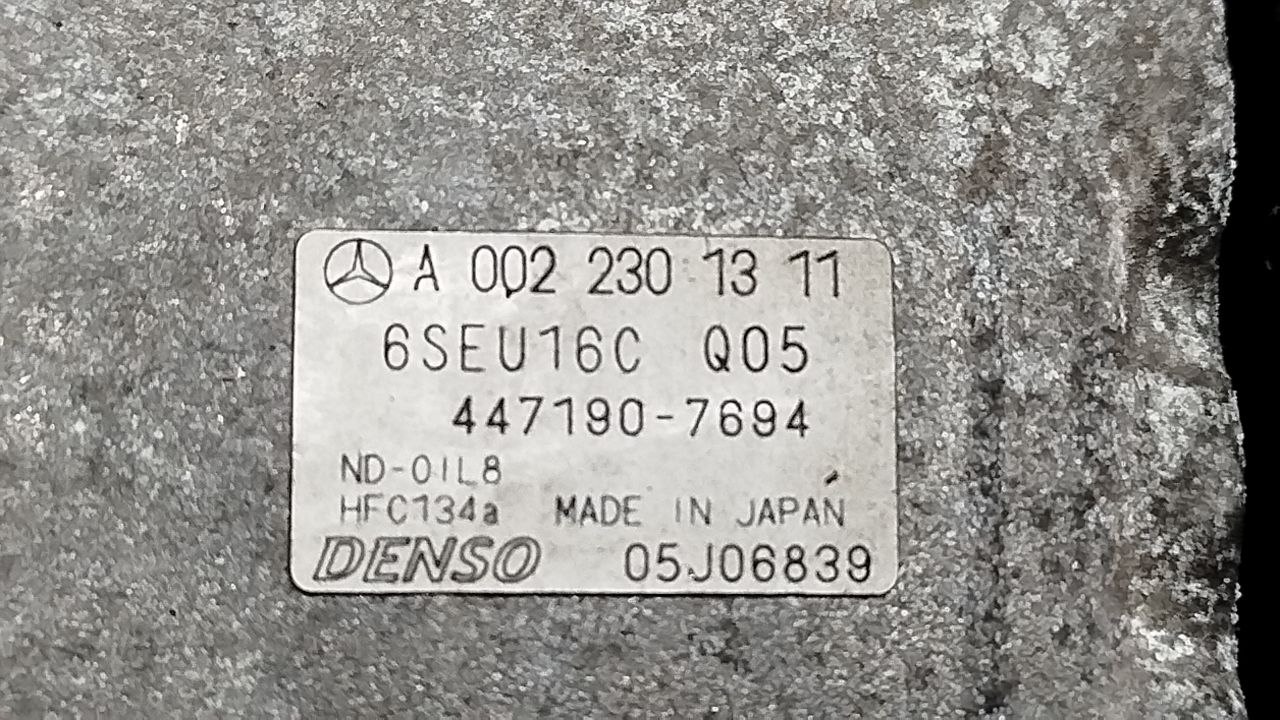 A 002 230 13 11
6SEU16C Q05
447190-7694
ND-OIL8
HFC134a MADE IN JAPAN
DENSO 05J06839